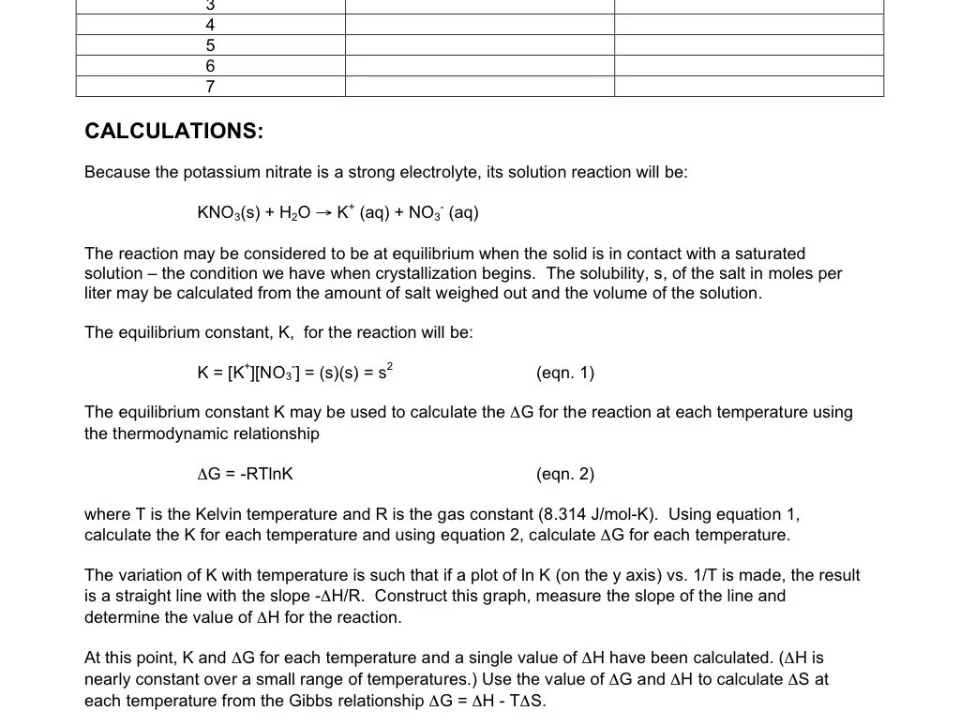 3
4
5
6
7
CALCULATIONS:
Because the potassium nitrate is a strong electrolyte, its solution reaction will be:
KNO₃(s) + H₂O → K⁺ (aq) + NO₃⁻ (aq)
The reaction may be considered to be at equilibrium when the solid is in contact with a saturated
solution – the condition we have when crystallization begins. The solubility, s, of the salt in moles per
liter may be calculated from the amount of salt weighed out and the volume of the solution.
The equilibrium constant, K, for the reaction will be:
K = [K⁺][NO₃⁻] = (s)(s) = s² (eqn. 1)
The equilibrium constant K may be used to calculate the ΔG for the reaction at each temperature using
the thermodynamic relationship
ΔG = -RTlnK (eqn. 2)
where T is the Kelvin temperature and R is the gas constant (8.314 J/mol-K). Using equation 1,
calculate the K for each temperature and using equation 2, calculate ΔG for each temperature.
The variation of K with temperature is such that if a plot of ln K (on the y axis) vs. 1/T is made, the result
is a straight line with the slope -ΔH/R. Construct this graph, measure the slope of the line and
determine the value of ΔH for the reaction.
At this point, K and ΔG for each temperature and a single value of ΔH have been calculated. (ΔH is
nearly constant over a small range of temperatures.) Use the value of ΔG and ΔH to calculate ΔS at
each temperature from the Gibbs relationship ΔG = ΔH - TΔS.